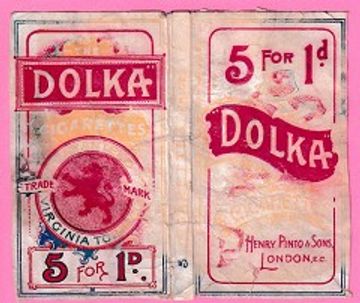 DOLKA
CIGARETTES
TRADE MARK
VIRGINIA TO
5 FOR 1D.
5 FOR 1d
DOLKA
HENRY PINTO & SONS,
LONDON, E.C.